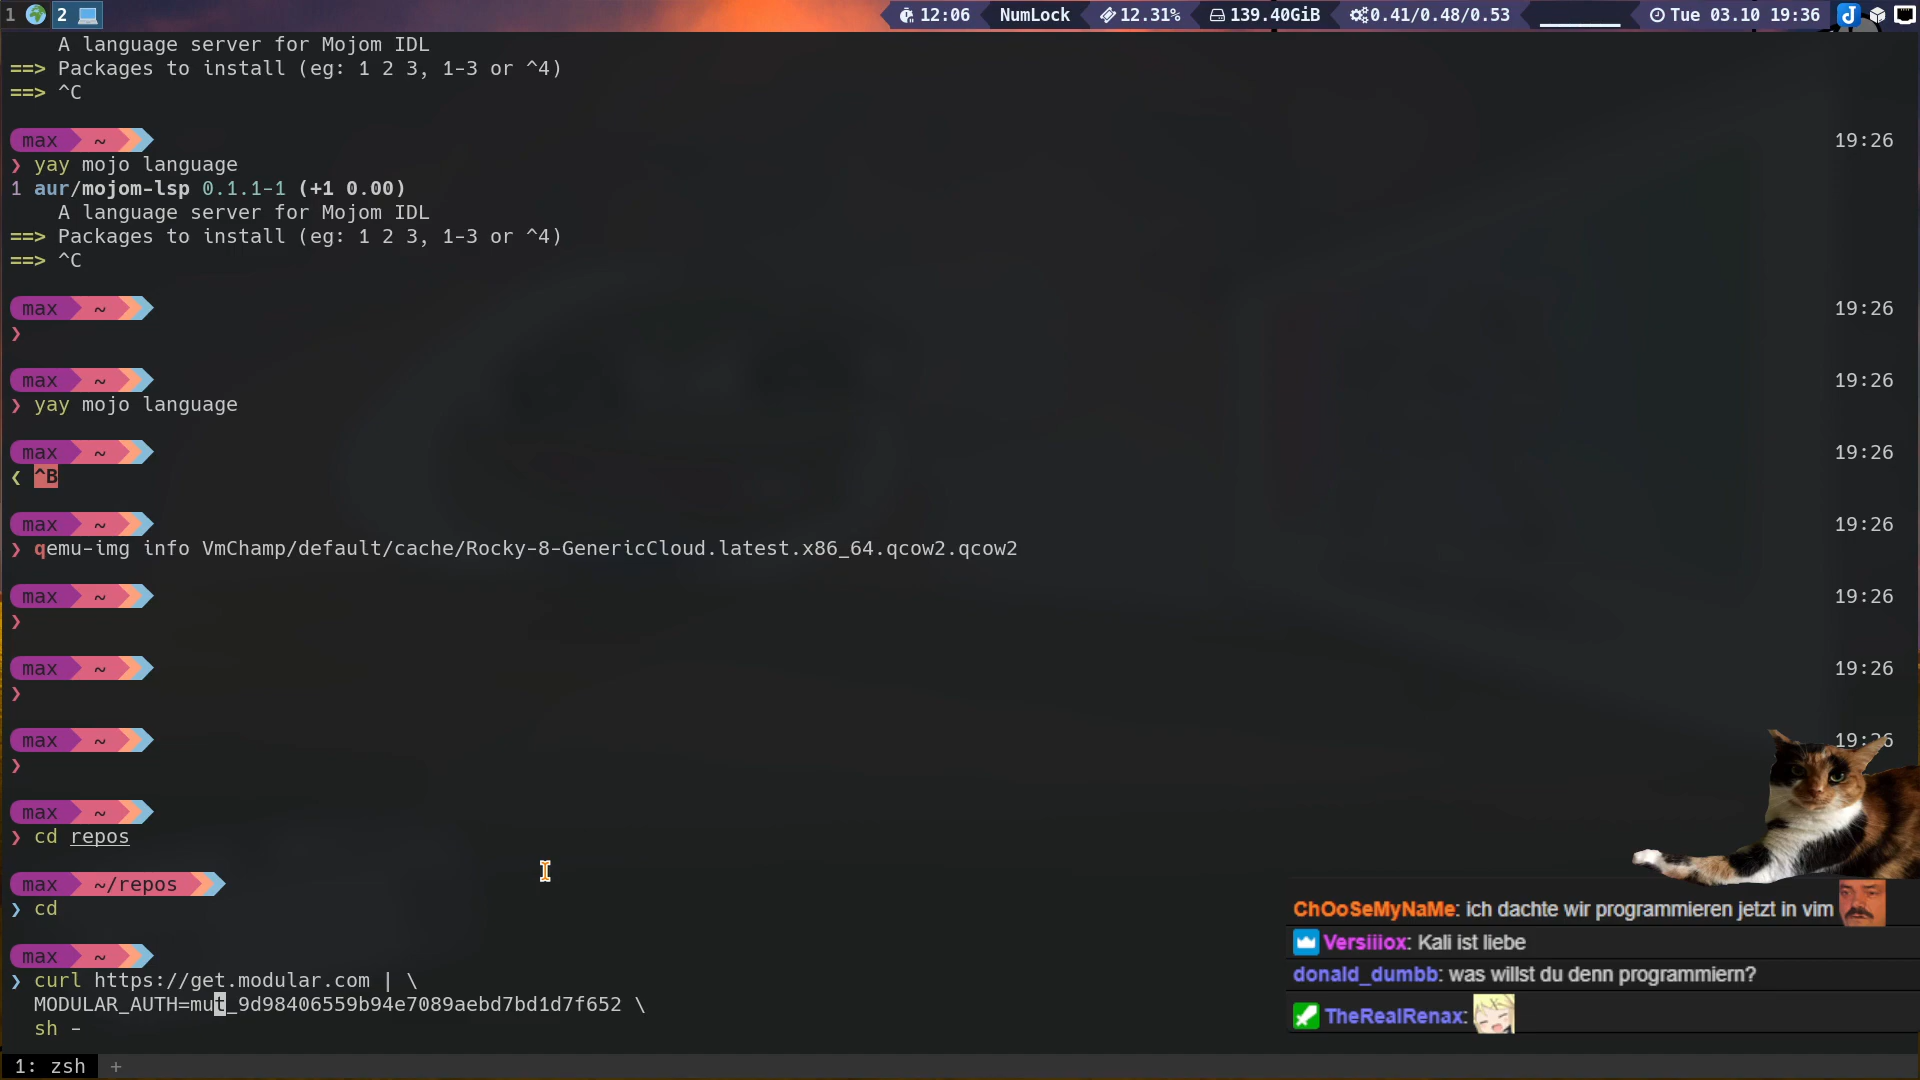 1 2 12:06 NumLock 12.31% 139.40GiB 0.41/0.48/0.53 Tue 03.10 19:36
A language server for Mojom IDL
==> Packages to install (eg: 1 2 3, 1-3 or ^4)
==> ^C
max ~ 19:26
❯ yay mojo language
1 aur/mojom-lsp 0.1.1-1 (+1 0.00)
A language server for Mojom IDL
==> Packages to install (eg: 1 2 3, 1-3 or ^4)
==> ^C
max ~ 19:26
❯
max ~ 19:26
❯ yay mojo language
max ~ 19:26
❮ ^B
max ~ 19:26
❯ qemu-img info VmChamp/default/cache/Rocky-8-GenericCloud.latest.x86_64.qcow2.qcow2
max ~ 19:26
❯
max ~ 19:26
❯
max ~ 19:26
❯
max ~
❯ cd repos
max ~/repos
❯ cd
max ~
❯ curl https://get.modular.com | \
MODULAR_AUTH=mut_9d98406559b94e7089aebd7bd1d7f652 \
sh -
ChOoSeMyNaMe: ich dachte wir programmieren jetzt in vim
Versiiiox: Kali ist liebe
donald_dumbb: was willst du denn programmiern?
TheRealRenax:
1: zsh +